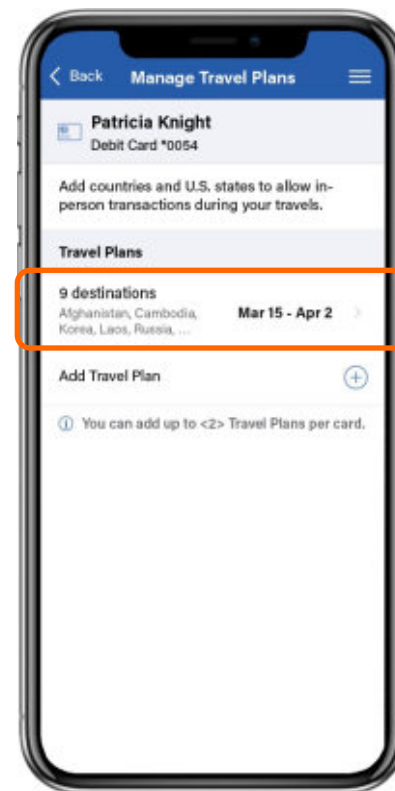 Back Manage Travel Plans
Patricia Knight
Debit Card *0054
Add countries and U.S. states to allow in-
person transactions during your travels.
Travel Plans
9 destinations
Afghanistan, Cambodia,
Korea, Laos, Russia, ...
Mar 15 - Apr 2
Add Travel Plan
You can add up to <2> Travel Plans per card.